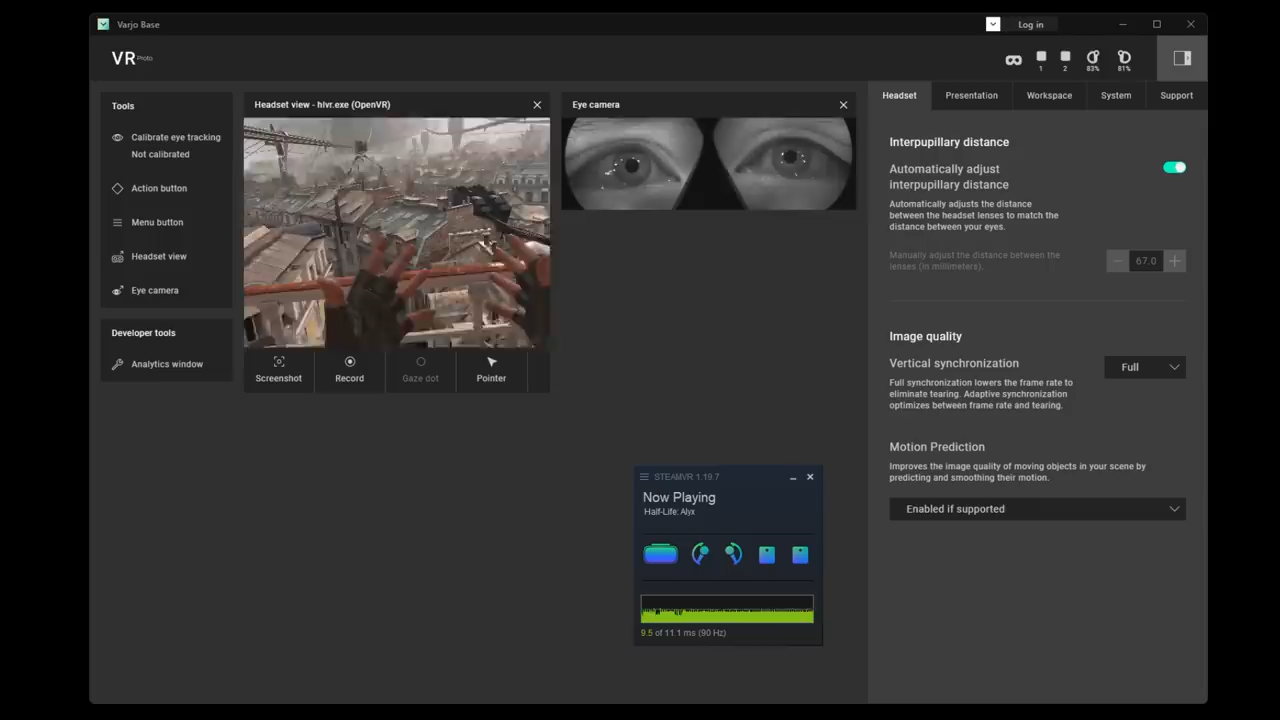 Varjo Base
Log in
VR Photo
1
2
83%
81%
Tools
Calibrate eye tracking
Not calibrated
Action button
Menu button
Headset view
Eye camera
Developer tools
Analytics window
Headset view - hlvr.exe (OpenVR)
Screenshot
Record
Gaze dot
Pointer
Eye camera
STEAMVR 1.19.7
Now Playing
Half-Life: Alyx
9.5 of 11.1 ms (90 Hz)
Headset
Presentation
Workspace
System
Support
Interpupillary distance
Automatically adjust
interpupillary distance
Automatically adjusts the distance
between the headset lenses to match the
distance between your eyes.
Manually adjust the distance between the
lenses (in millimeters).
67.0
Image quality
Vertical synchronization
Full
Full synchronization lowers the frame rate to
eliminate tearing. Adaptive synchronization
optimizes between frame rate and tearing.
Motion Prediction
Improves the image quality of moving objects in your scene by
predicting and smoothing their motion.
Enabled if supported